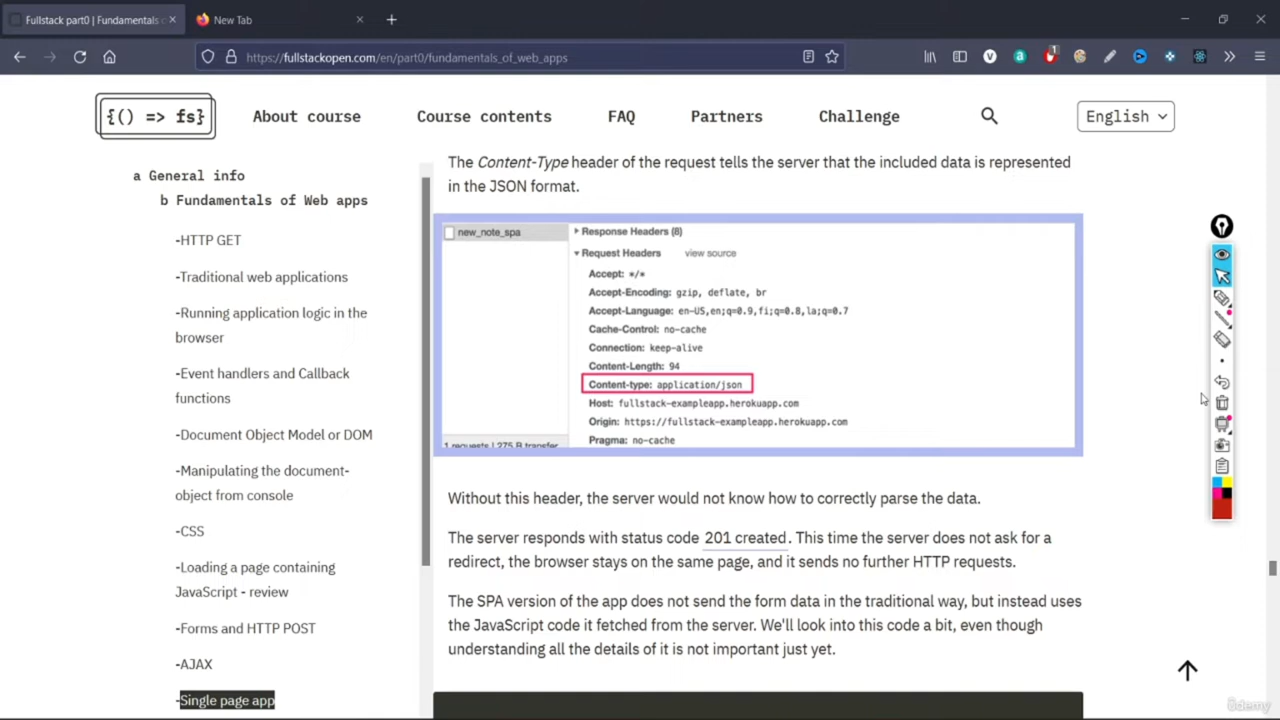 Fullstack part0 | Fundamentals
New Tab
https://fullstackopen.com/en/part0/fundamentals_of_web_apps
{() => fs}
About course
Course contents
FAQ
Partners
Challenge
English
a General info
b Fundamentals of Web apps
-HTTP GET
-Traditional web applications
-Running application logic in the
browser
-Event handlers and Callback
functions
-Document Object Model or DOM
-Manipulating the document-
object from console
-CSS
-Loading a page containing
JavaScript - review
-Forms and HTTP POST
-AJAX
-Single page app
The Content-Type header of the request tells the server that the included data is represented
in the JSON format.
new_note_spa
Response Headers (8)
Request Headers view source
Accept: */*
Accept-Encoding: gzip, deflate, br
Accept-Language: en-US,en;q=0.9,fi;q=0.8,la;q=0.7
Cache-Control: no-cache
Connection: keep-alive
Content-Length: 94
Content-type: application/json
Host: fullstack-exampleapp.herokuapp.com
Origin: https://fullstack-exampleapp.herokuapp.com
Pragma: no-cache
1 requests | 275 B transfer
Without this header, the server would not know how to correctly parse the data.
The server responds with status code 201 created. This time the server does not ask for a
redirect, the browser stays on the same page, and it sends no further HTTP requests.
The SPA version of the app does not send the form data in the traditional way, but instead uses
the JavaScript code it fetched from the server. We'll look into this code a bit, even though
understanding all the details of it is not important just yet.
ûdemy